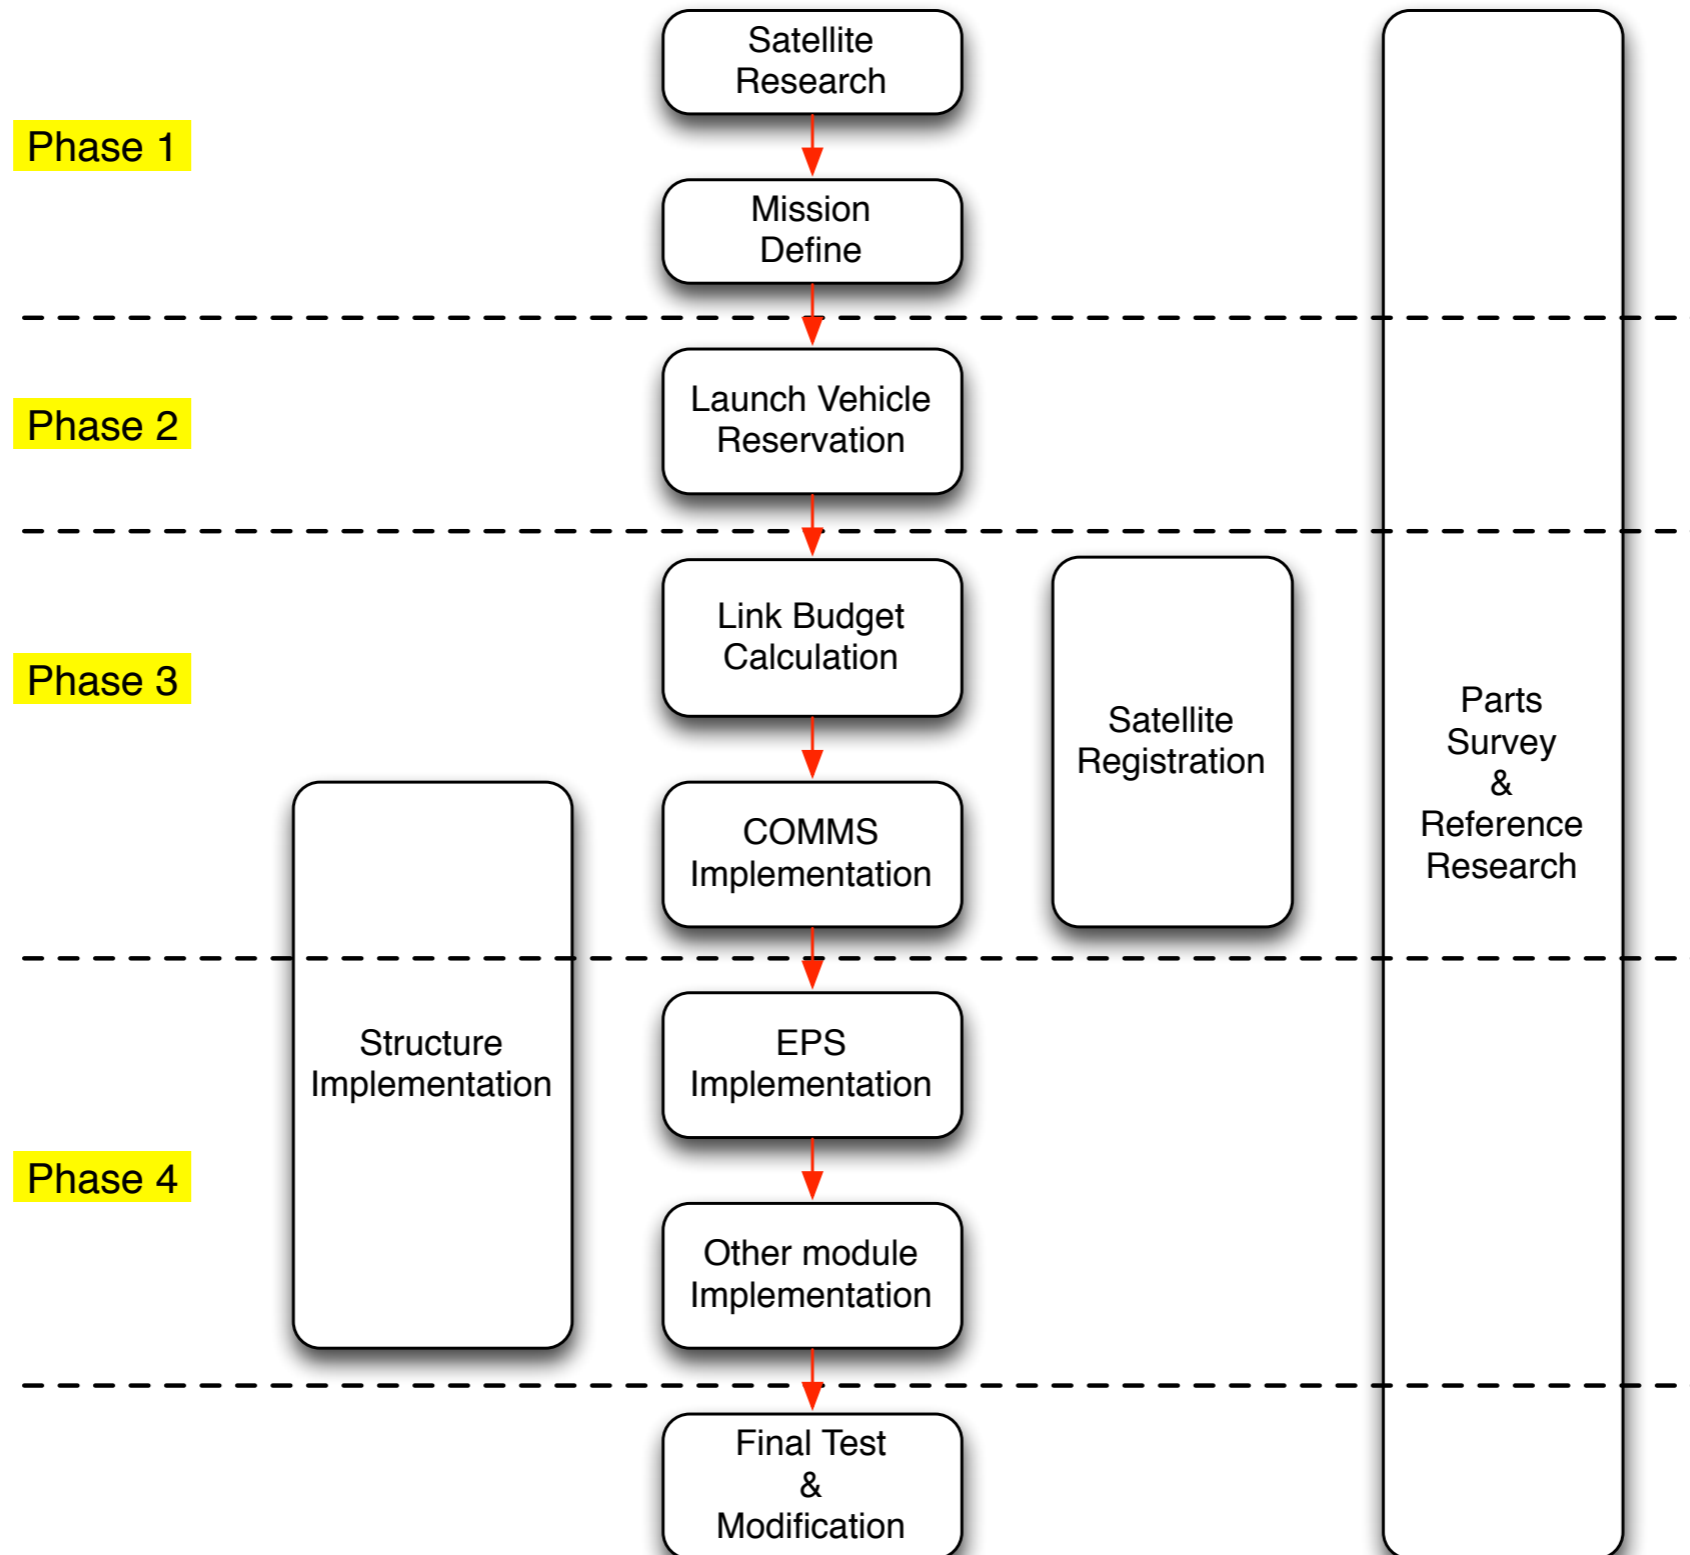 Satellite
Research
Phase 1
Mission
Define
Phase 2
Launch Vehicle
Reservation
Link Budget
Calculation
Phase 3
Satellite
Registration
Parts
Survey
&
Reference
Research
COMMS
Implementation
Structure
Implementation
EPS
Implementation
Phase 4
Other module
Implementation
Final Test
&
Modification